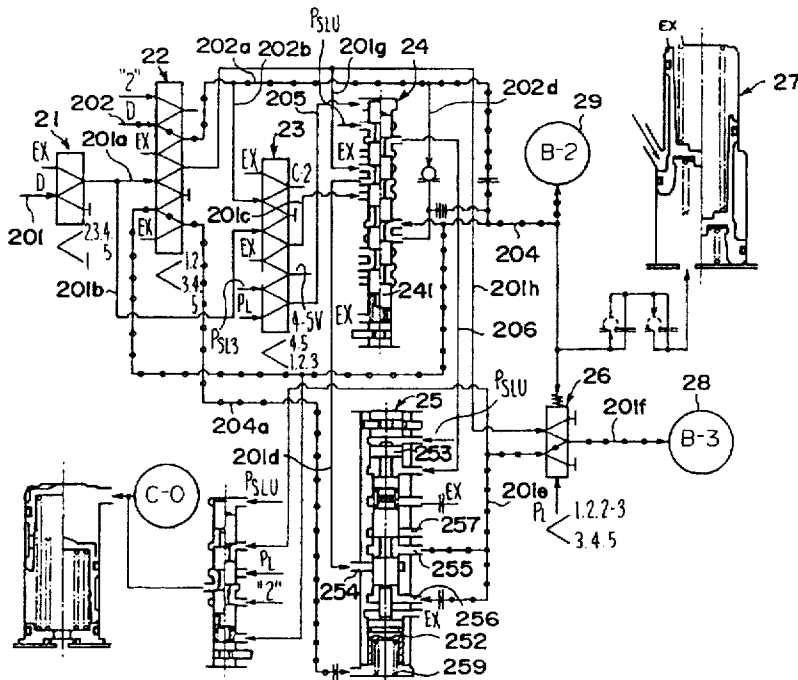 PSLU
202a
202b
201g
24
22
"2"
202
D
21
201a
EX
D
201
2.3.4.
5
1
201b
EX
EX
1.2
3.4.
5
205
23
EX
C-2
201c
EX
PSL3
PL
4-5V
4.5
1.2.3
EX
241
EX
202d
29
B-2
204
201h
206
EX
27
26
28
B-3
201f
PL
1.2.2-3
3.4.5
204a
201d
25
PSLU
253
EX
257
254
255
201e
256
EX
252
259
C-0
PSLU
PL
"2"